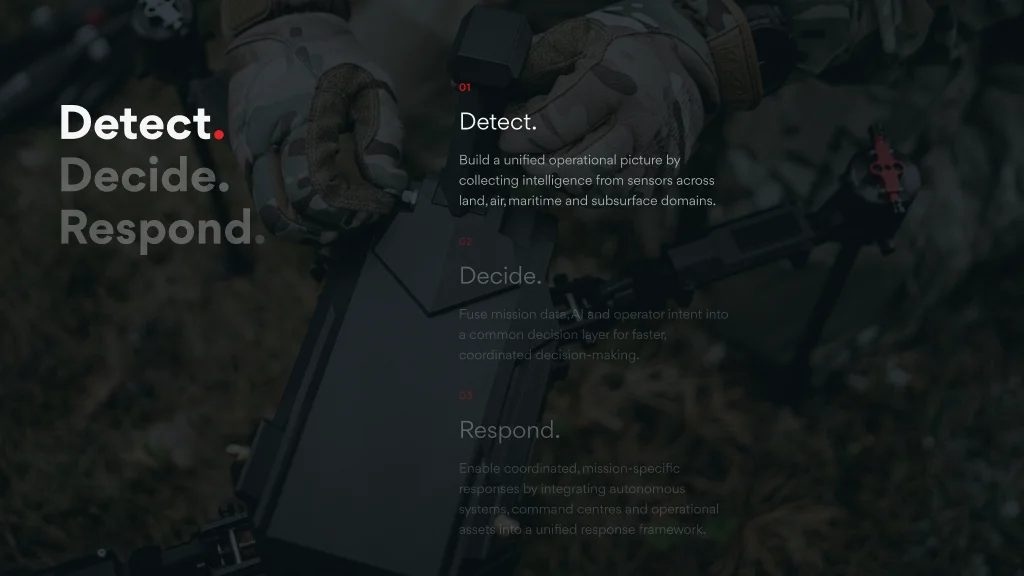 Detect.
Decide.
Respond.
01
Detect.
Build a unified operational picture by
collecting intelligence from sensors across
land, air, maritime and subsurface domains.
02
Decide.
Fuse mission data, AI and operator intent into
a common decision layer for faster,
coordinated decision-making.
03
Respond.
Enable coordinated, mission-specific
responses by integrating autonomous
systems, command centres and operational
assets into a unified response framework.